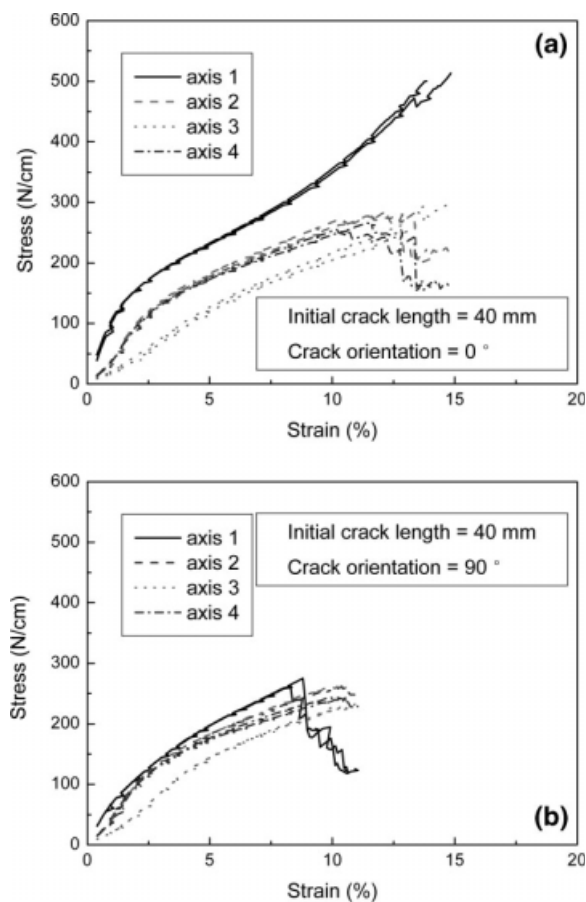 600
(a)
500
400
300
200
100
0
Stress (N/cm)
axis 1
axis 2
axis 3
axis 4
Initial crack length = 40 mm
Crack orientation = 0 °
0 5 10 15 20
Strain (%)
600
500
400
300
200
100
0
Stress (N/cm)
axis 1
axis 2
axis 3
axis 4
Initial crack length = 40 mm
Crack orientation = 90 °
(b)
0 5 10 15 20
Strain (%)